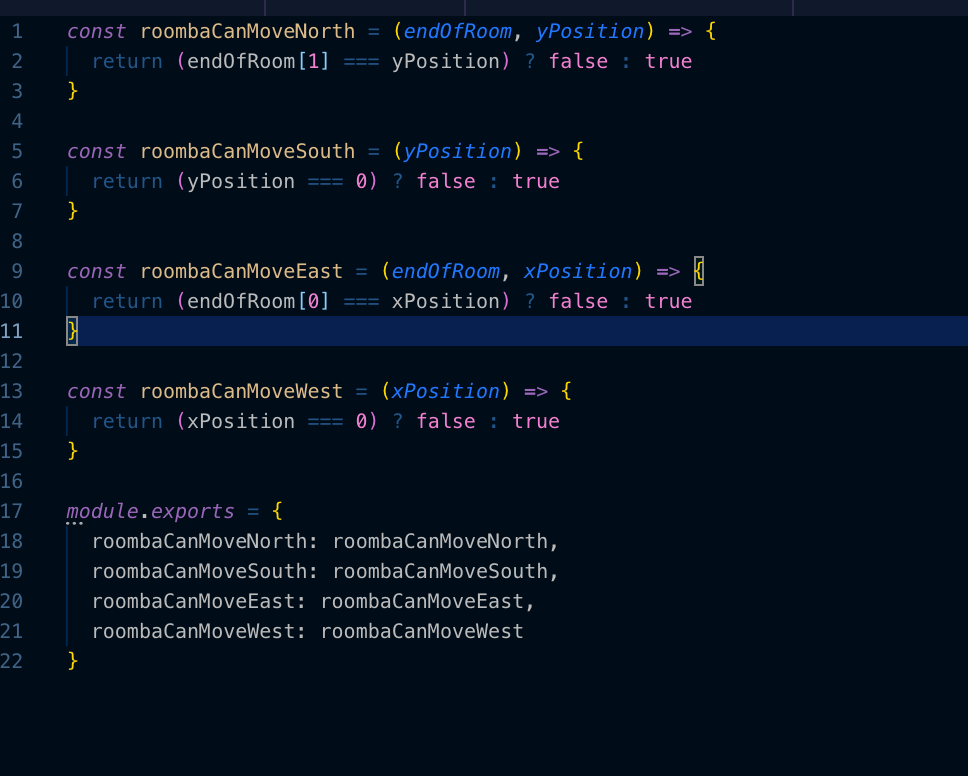 1 const roombaCanMoveNorth = (endOfRoom, yPosition) => {
2 return (endOfRoom[1] === yPosition) ? false : true
3 }
4
5 const roombaCanMoveSouth = (yPosition) => {
6 return (yPosition === 0) ? false : true
7 }
8
9 const roombaCanMoveEast = (endOfRoom, xPosition) => {
10 return (endOfRoom[0] === xPosition) ? false : true
11 }
12
13 const roombaCanMoveWest = (xPosition) => {
14 return (xPosition === 0) ? false : true
15 }
16
17 module.exports = {
18 roombaCanMoveNorth: roombaCanMoveNorth,
19 roombaCanMoveSouth: roombaCanMoveSouth,
20 roombaCanMoveEast: roombaCanMoveEast,
21 roombaCanMoveWest: roombaCanMoveWest
22 }